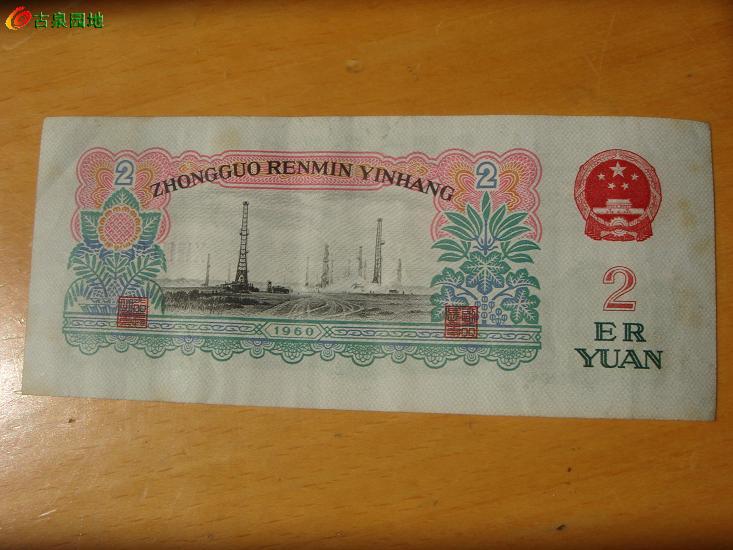 古泉园地
2 ZHONGGUO RENMIN YINHANG 2
1960
2
ER
YUAN